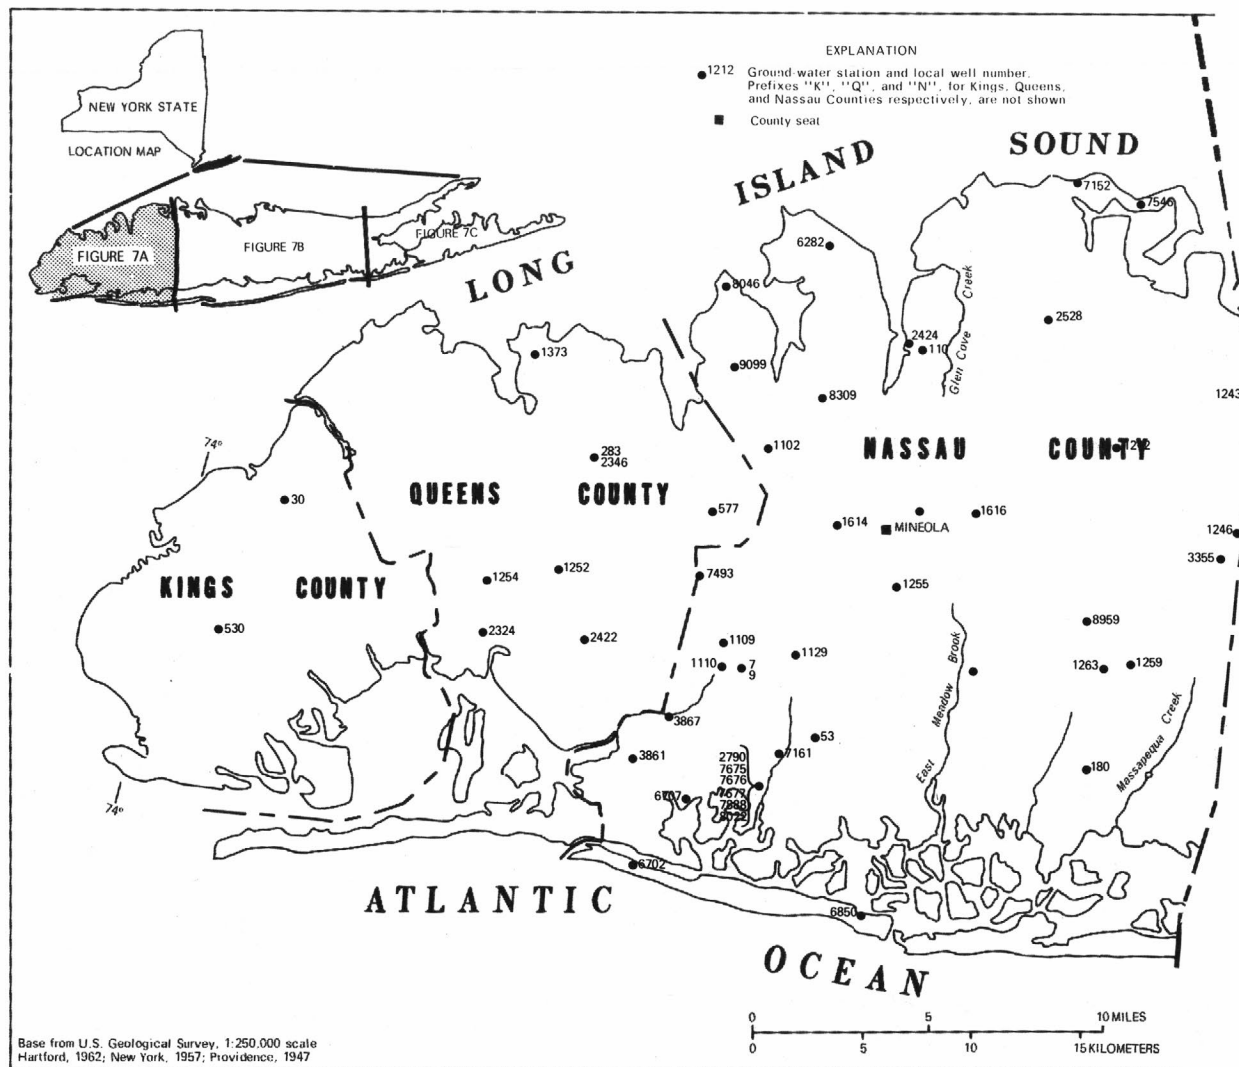 EXPLANATION
1212 Ground-water station and local well number.
Prefixes "K", "Q", and "N", for Kings, Queens,
and Nassau Counties respectively, are not shown
County seat
NEW YORK STATE
LOCATION MAP
FIGURE 7A
FIGURE 7B
FIGURE 7C
LONG
ISLAND
SOUND
7152
7546
6282
8046
2528
2424
110
Glen Cove Creek
1373
9099
8309
1243
74°
1102
NASSAU COUNTY
283
2346
30
QUEENS COUNTY
577
1614
1616
MINEOLA
1246
3355
1252
7493
1254
KINGS COUNTY
1255
8959
530
2324
2422
1109
1129
1110
7
9
1263
1259
East Meadow Brook
Massapequa Creek
3867
53
3861
7161
2790
7675
7676
7677
7888
180
6707
74°
6702
ATLANTIC
6850
OCEAN
0 5 10 MILES
0 5 10 15 KILOMETERS
Base from U.S. Geological Survey, 1:250,000 scale
Hartford, 1962; New York, 1957; Providence, 1947